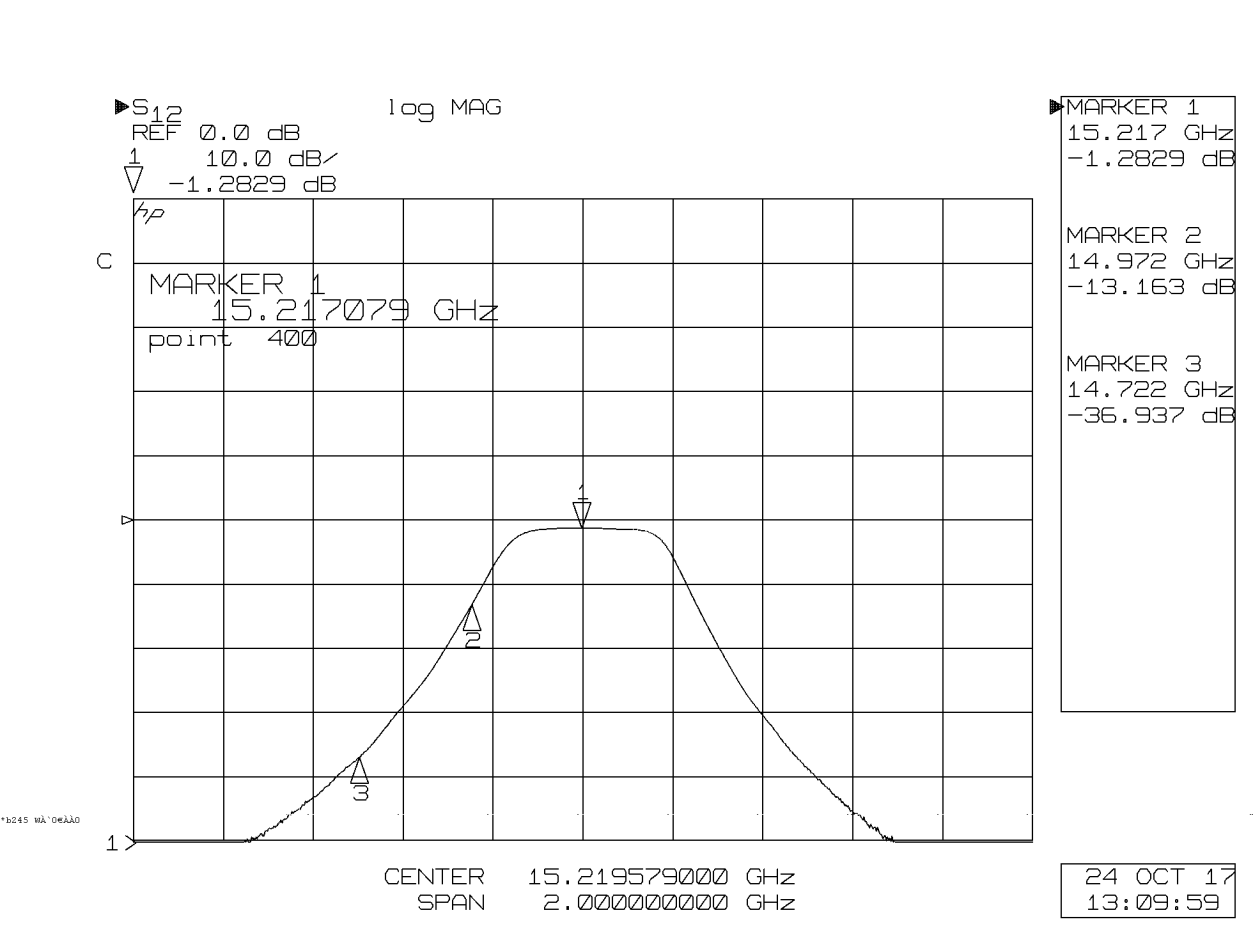 S12 log MAG
REF 0.0 dB
1 10.0 dB/
-1.2829 dB
hp
C
MARKER 1
15.217079 GHz
point 400
1
2
3
1
MARKER 1
15.217 GHz
-1.2829 dB
MARKER 2
14.972 GHz
-13.163 dB
MARKER 3
14.722 GHz
-36.937 dB
CENTER 15.219579000 GHz
SPAN 2.000000000 GHz
24 OCT 17
13:09:59